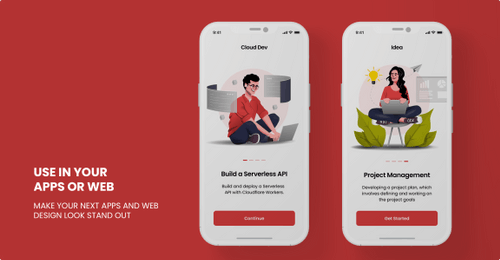 USE IN YOUR
APPS OR WEB
MAKE YOUR NEXT APPS AND WEB
DESIGN LOOK STAND OUT
9:41
Cloud Dev
Build a Serverless API
Build and deploy a Serverless
API with Cloudflare Workers.
Continue
9:41
Idea
Project Management
Developing a project plan, which
involves defining and working on
the project goals
Get Started